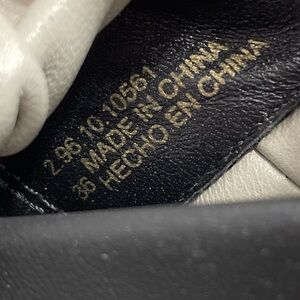 2.96.10.10561
MADE IN CHINA
36 HECHO EN CHINA